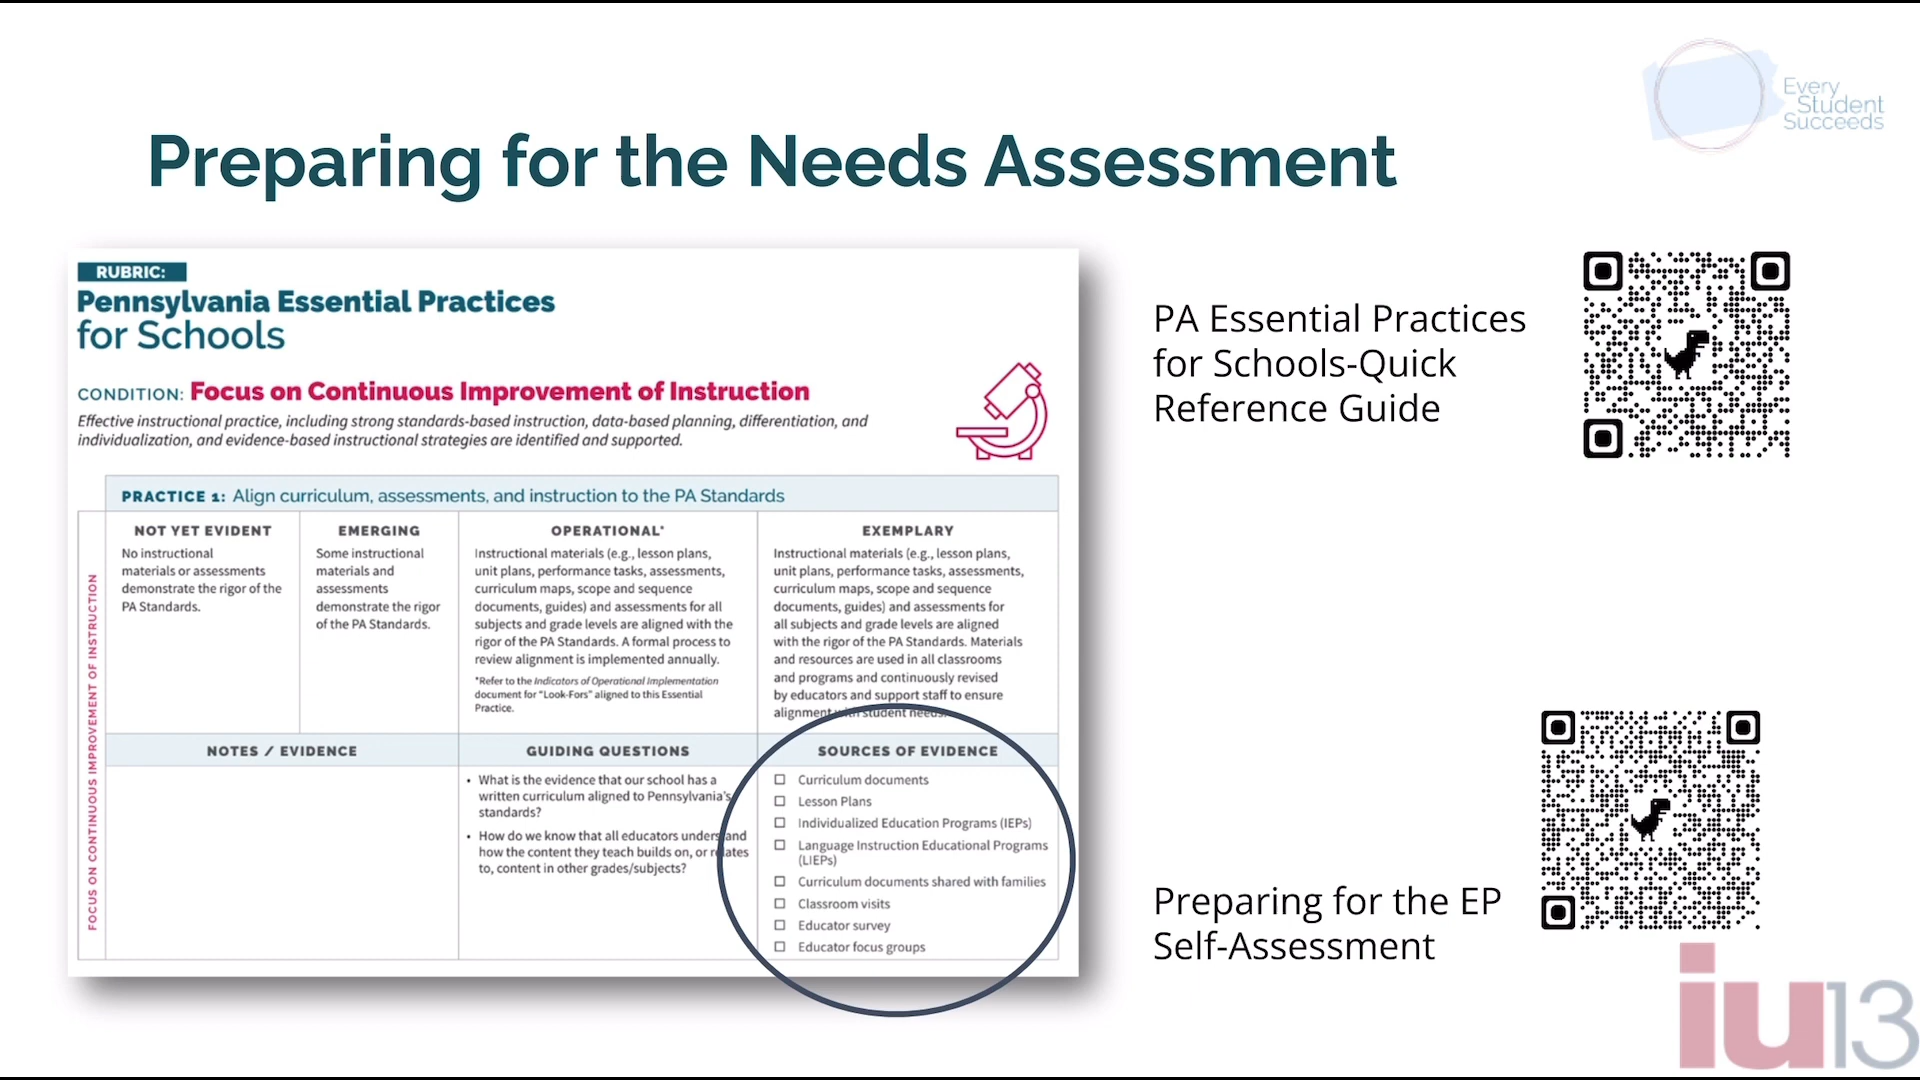 Every
Student
Succeeds
Preparing for the Needs Assessment
RUBRIC:
Pennsylvania Essential Practices
for Schools
CONDITION: Focus on Continuous Improvement of Instruction
Effective instructional practice, including strong standards-based instruction, data-based planning, differentiation, and
individualization, and evidence-based instructional strategies are identified and supported.
FOCUS ON CONTINUOUS IMPROVEMENT OF INSTRUCTION
PRACTICE 1: Align curriculum, assessments, and instruction to the PA Standards
NOT YET EVIDENT
No instructional
materials or assessments
demonstrate the rigor of the
PA Standards.
EMERGING
Some instructional
materials and
assessments
demonstrate the rigor
of the PA Standards.
OPERATIONAL*
Instructional materials (e.g., lesson plans,
unit plans, performance tasks, assessments,
curriculum maps, scope and sequence
documents, guides) and assessments for all
subjects and grade levels are aligned with the
rigor of the PA Standards. A formal process to
review alignment is implemented annually.
*Refer to the Indicators of Operational Implementation
document for “Look-Fors” aligned to this Essential
Practice.
EXEMPLARY
Instructional materials (e.g., lesson plans,
unit plans, performance tasks, assessments,
curriculum maps, scope and sequence
documents, guides) and assessments for
all subjects and grade levels are aligned
with the rigor of the PA Standards. Materials
and resources are used in all classrooms
and programs and continuously revised
by educators and support staff to ensure
alignment with student needs.
NOTES / EVIDENCE
GUIDING QUESTIONS
• What is the evidence that our school has a
written curriculum aligned to Pennsylvania's
standards?
• How do we know that all educators understand
how the content they teach builds on, or relates
to, content in other grades/subjects?
SOURCES OF EVIDENCE
Curriculum documents
Lesson Plans
Individualized Education Programs (IEPs)
Language Instruction Educational Programs
(LIEPs)
Curriculum documents shared with families
Classroom visits
Educator survey
Educator focus groups
PA Essential Practices
for Schools-Quick
Reference Guide
Preparing for the EP
Self-Assessment
iu13